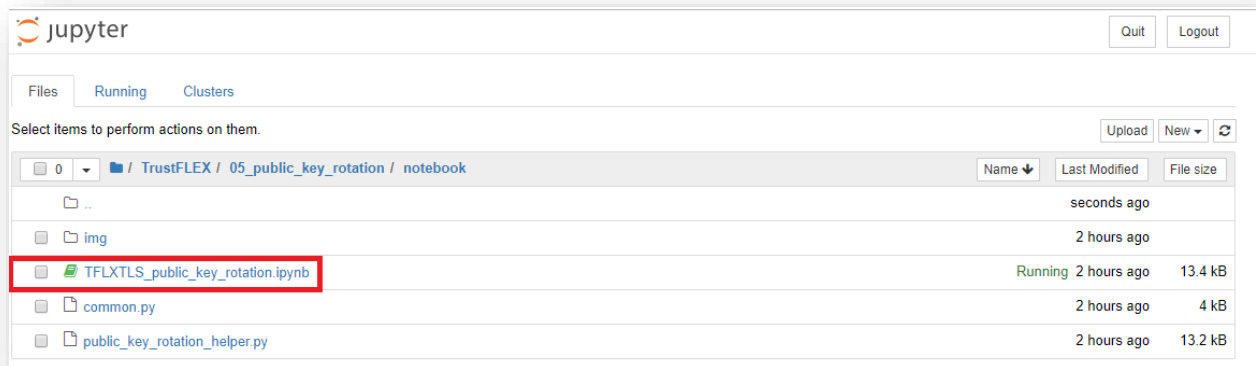 jupyter Quit Logout
Files Running Clusters
Select items to perform actions on them. Upload New
0 / TrustFLEX / 05_public_key_rotation / notebook Name Last Modified File size
.. seconds ago
img 2 hours ago
TFLXTLS_public_key_rotation.ipynb Running 2 hours ago 13.4 kB
common.py 2 hours ago 4 kB
public_key_rotation_helper.py 2 hours ago 13.2 kB